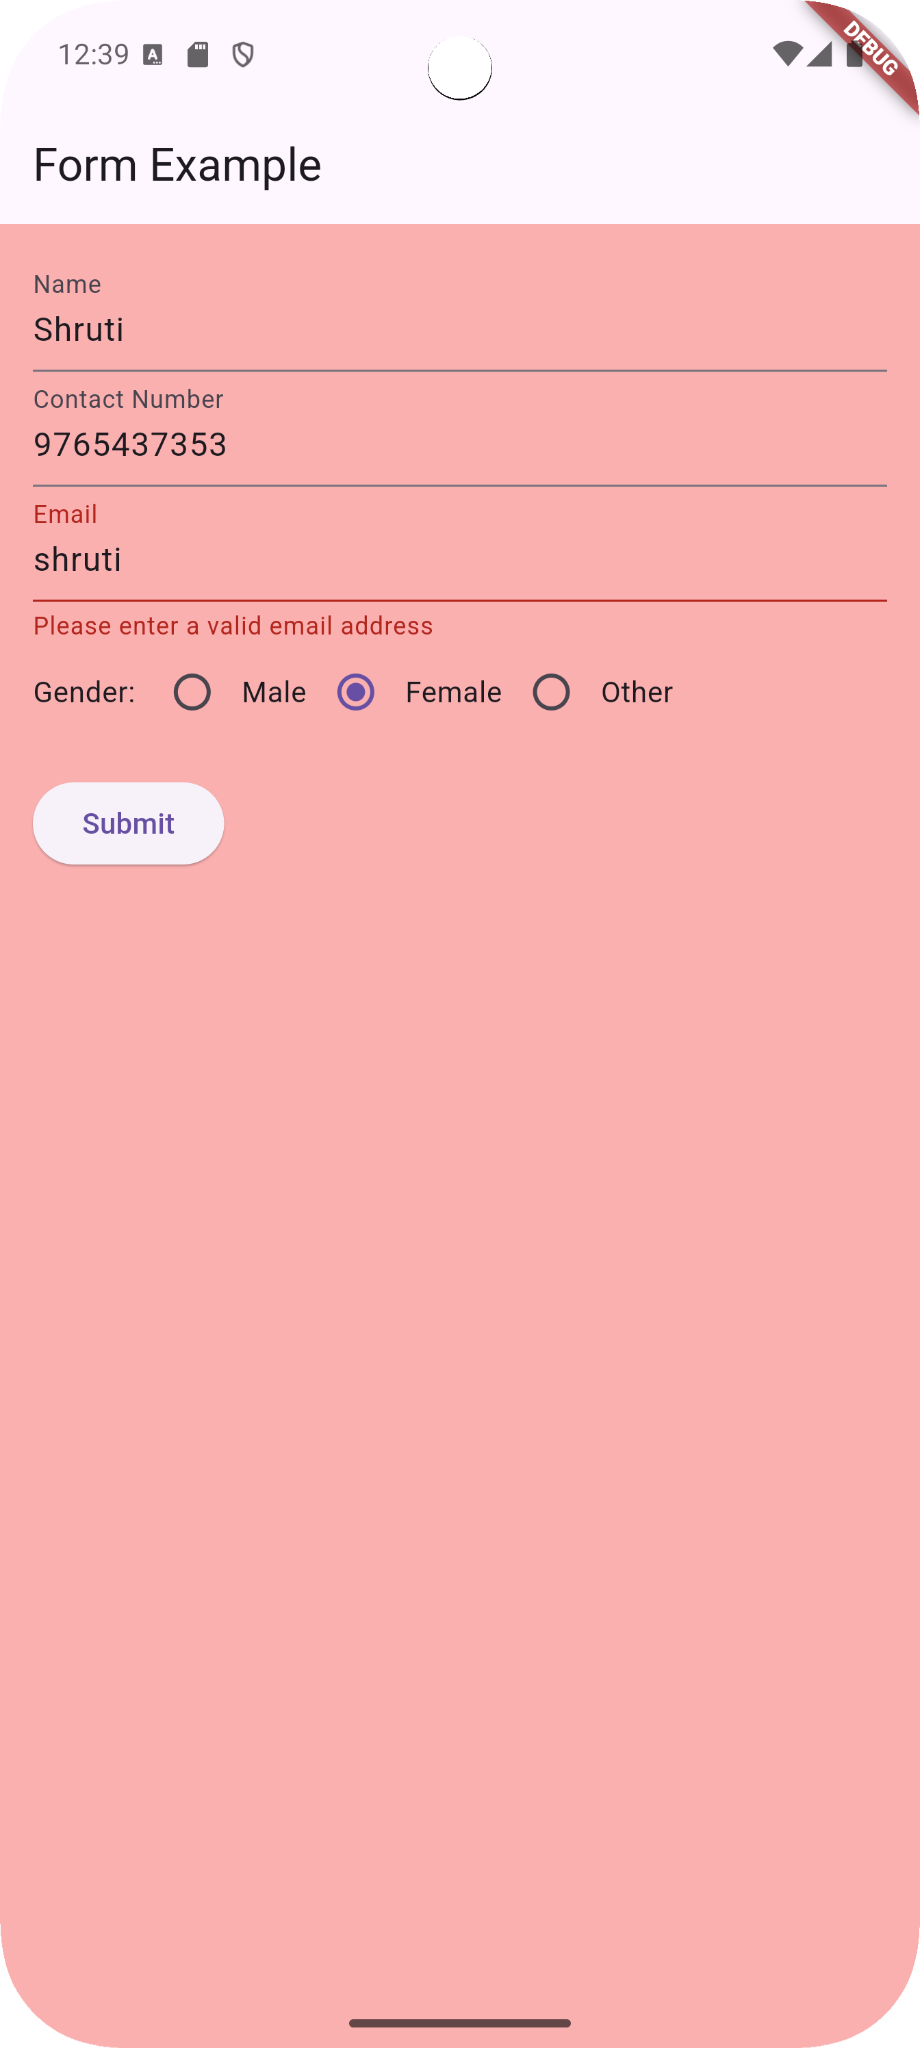 12:39
DEBUG
Form Example
Name
Shruti
Contact Number
9765437353
Email
shruti
Please enter a valid email address
Gender: Male Female Other
Submit